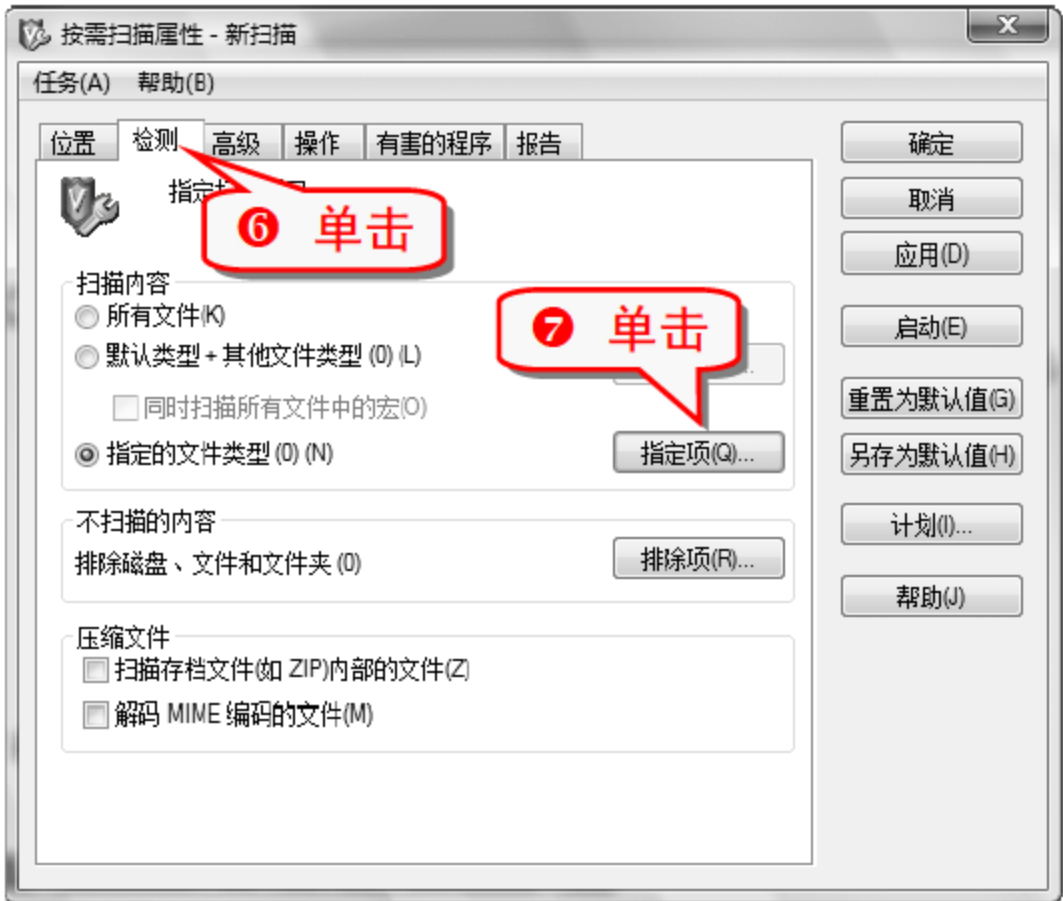 按需扫描属性 - 新扫描
X
任务(A) 帮助(B)
位置 检测 高级 操作 有害的程序 报告
指定
❻ 单击
扫描内容
所有文件(K)
❼ 单击
默认类型 + 其他文件类型 (0) (L)
同时扫描所有文件中的宏(O)
指定的文件类型 (0) (N)
指定项(Q)...
不扫描的内容
排除磁盘、文件和文件夹 (0)
排除项(R)...
压缩文件
扫描存档文件(如 ZIP)内部的文件(Z)
解码 MIME 编码的文件(M)
确定
取消
应用(D)
启动(E)
重置为默认值(G)
另存为默认值(H)
计划(I)...
帮助(J)